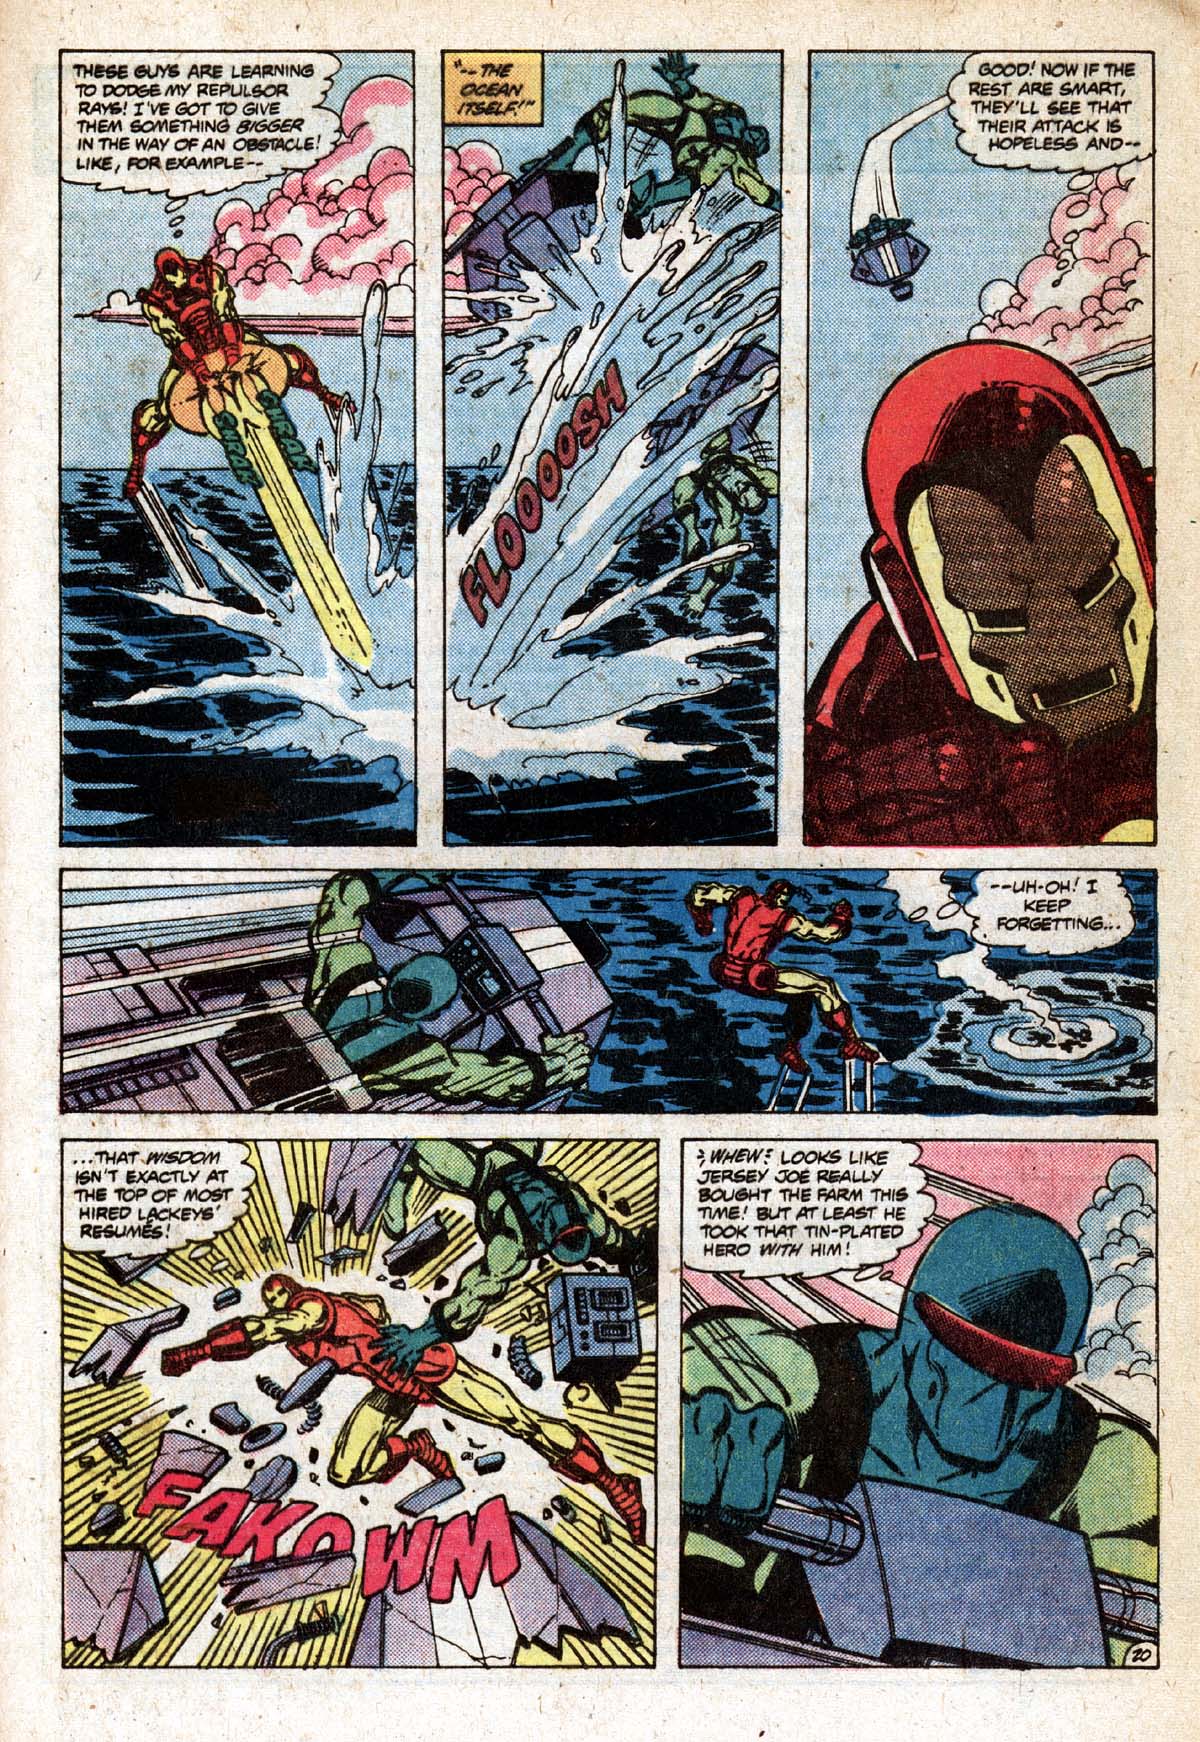 THESE GUYS ARE LEARNING
TO DODGE MY REPULSOR
RAYS! I'VE GOT TO GIVE
THEM SOMETHING BIGGER
IN THE WAY OF AN OBSTACLE!
LIKE, FOR EXAMPLE--
"--THE
OCEAN
ITSELF!"
FLOOOOOSH
GOOD! NOW IF THE
REST ARE SMART,
THEY'LL SEE THAT
THEIR ATTACK IS
HOPELESS AND--
--UH-OH! I
KEEP
FORGETTING...
...THAT WISDOM
ISN'T EXACTLY AT
THE TOP OF MOST
HIRED LACKEYS'
RESUMES!
FAKOWM
WHEW! LOOKS LIKE
JERSEY JOE REALLY
BOUGHT THE FARM THIS
TIME! BUT AT LEAST HE
TOOK THAT TIN-PLATED
HERO WITH HIM!
20